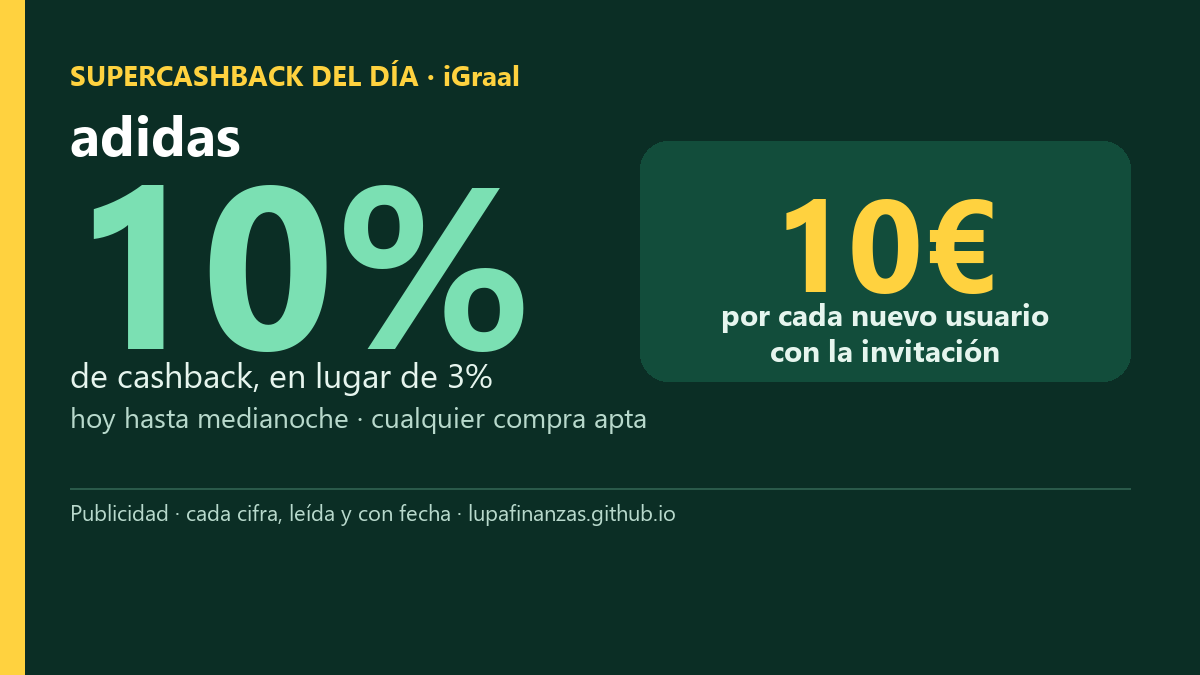 SUPERCASHBACK DEL DÍA · iGraal
adidas
10%
de cashback, en lugar de 3%
hoy hasta medianoche · cualquier compra apta
10€
por cada nuevo usuario
con la invitación
Publicidad · cada cifra, leída y con fecha · lupafinanzas.github.io